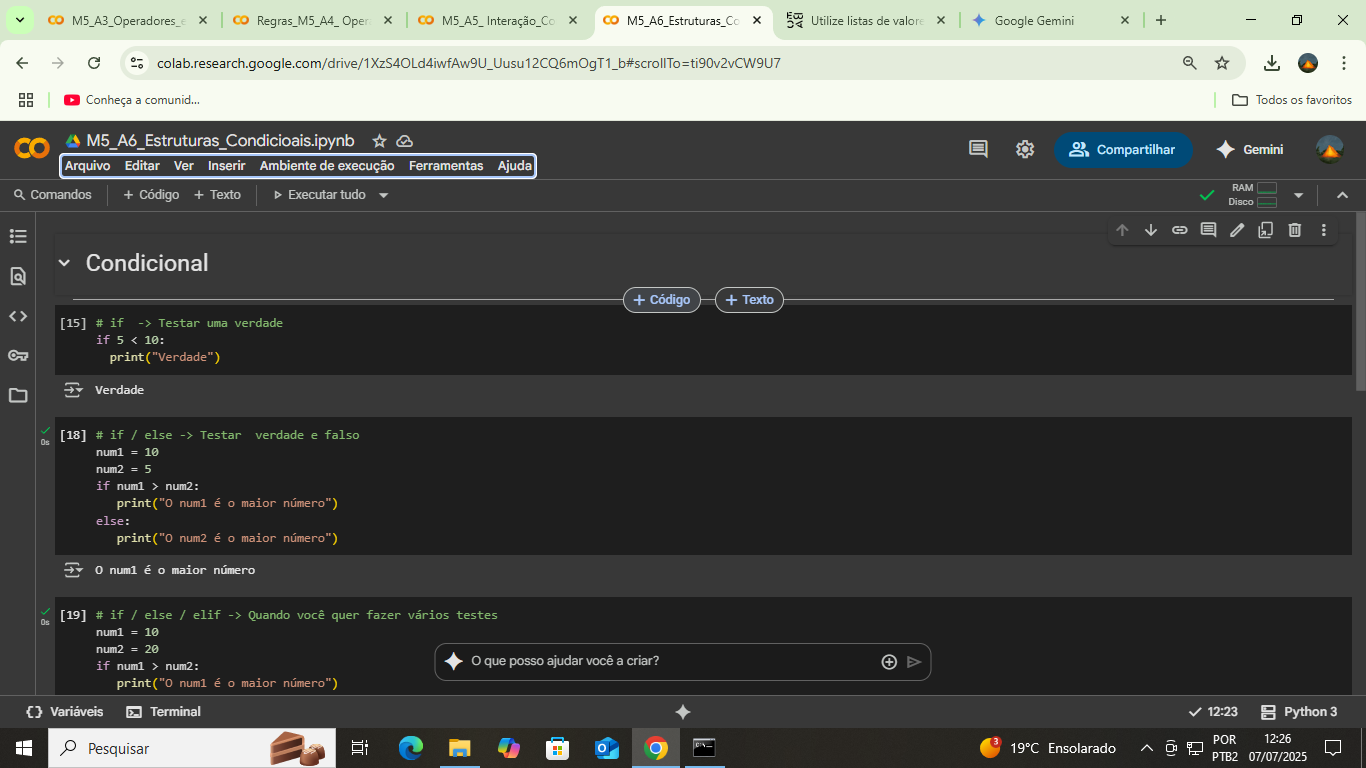 M5_A3_Operadores_e
Regras_M5_A4_ Oper
M5_A5_ Interação_Co
M5_A6_Estruturas_Co
Utilize listas de valore
Google Gemini
colab.research.google.com/drive/1XzS4OLd4iwfAw9U_Uusu12CQ6mOgT1_b#scrollTo=ti90v2vCW9U7
Conheça a comunid...
Todos os favoritos
M5_A6_Estruturas_Condicioais.ipynb
Arquivo Editar Ver Inserir Ambiente de execução Ferramentas Ajuda
Compartilhar
Gemini
Comandos + Código + Texto Executar tudo
RAM
Disco
Condicional
+ Código + Texto
[15] # if  -> Testar uma verdade
if 5 < 10:
print("Verdade")
Verdade
[18] # if / else -> Testar  verdade e falso
0s
num1 = 10
num2 = 5
if num1 > num2:
print("O num1 é o maior número")
else:
print("O num2 é o maior número")
O num1 é o maior número
[19] # if / else / elif -> Quando você quer fazer vários testes
0s
num1 = 10
num2 = 20
if num1 > num2:
print("O num1 é o maior número")
O que posso ajudar você a criar?
Variáveis Terminal
12:23 Python 3
Pesquisar
3
19°C Ensolarado
POR
PTB2
12:26
07/07/2025